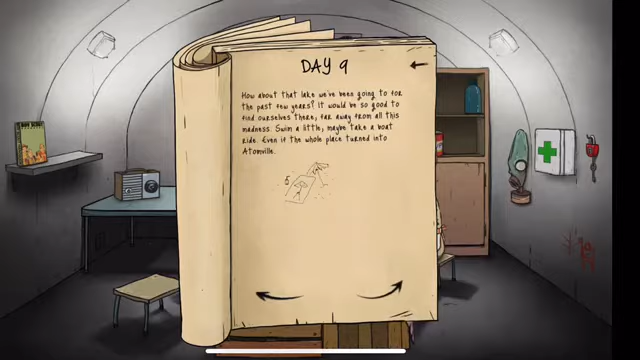 DAY 9
How about that lake we've been going to for
the past few years? It would be so good to
find ourselves there, far away from all this
madness. Swim a little, maybe take a boat
ride. Even if the whole place turned into
Atomville.